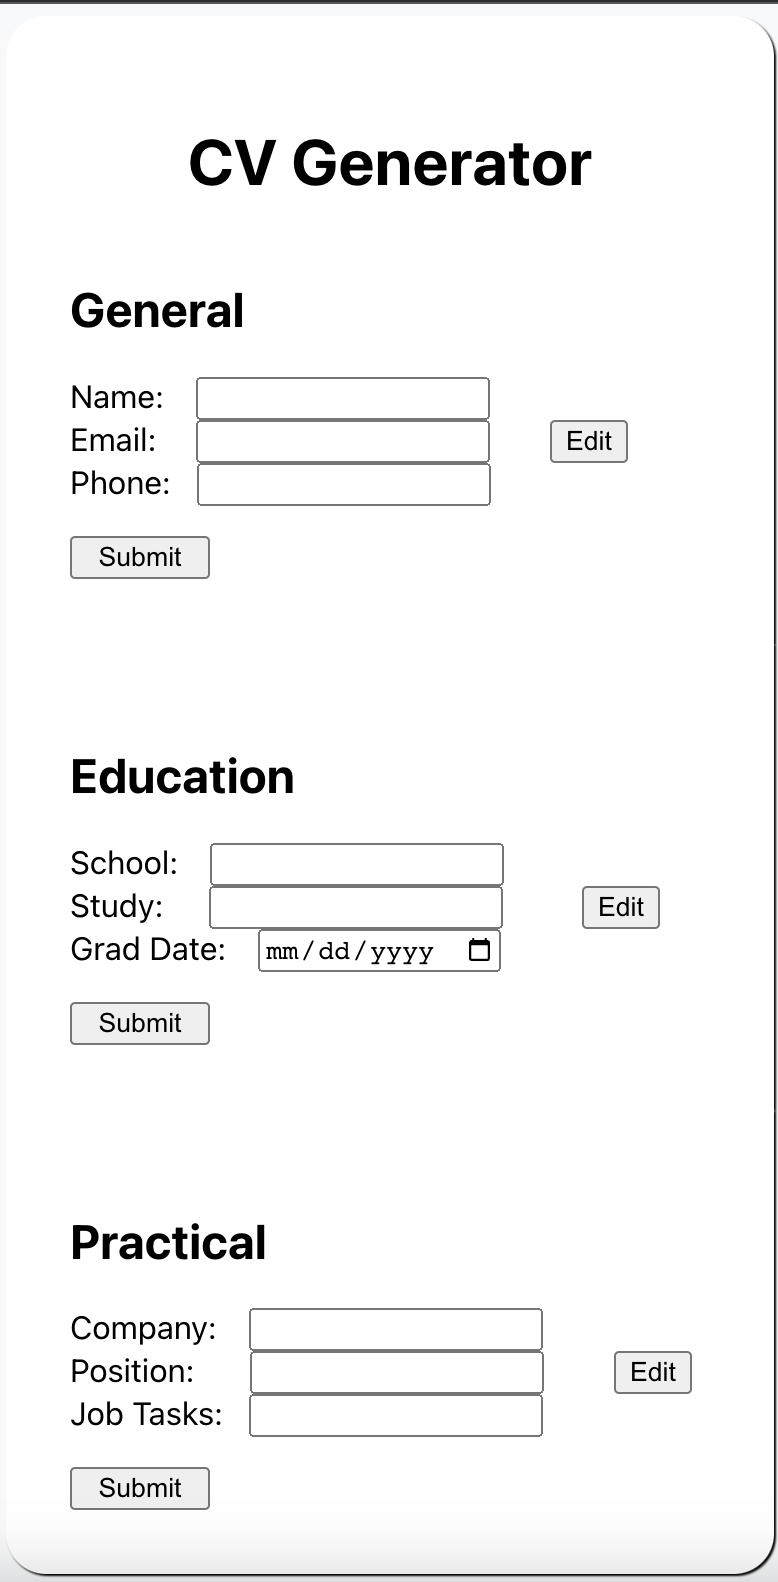 CV Generator
General
Name:
Email: Edit
Phone:
Submit
Education
School:
Study: Edit
Grad Date: mm/dd/yyyy
Submit
Practical
Company:
Position: Edit
Job Tasks:
Submit